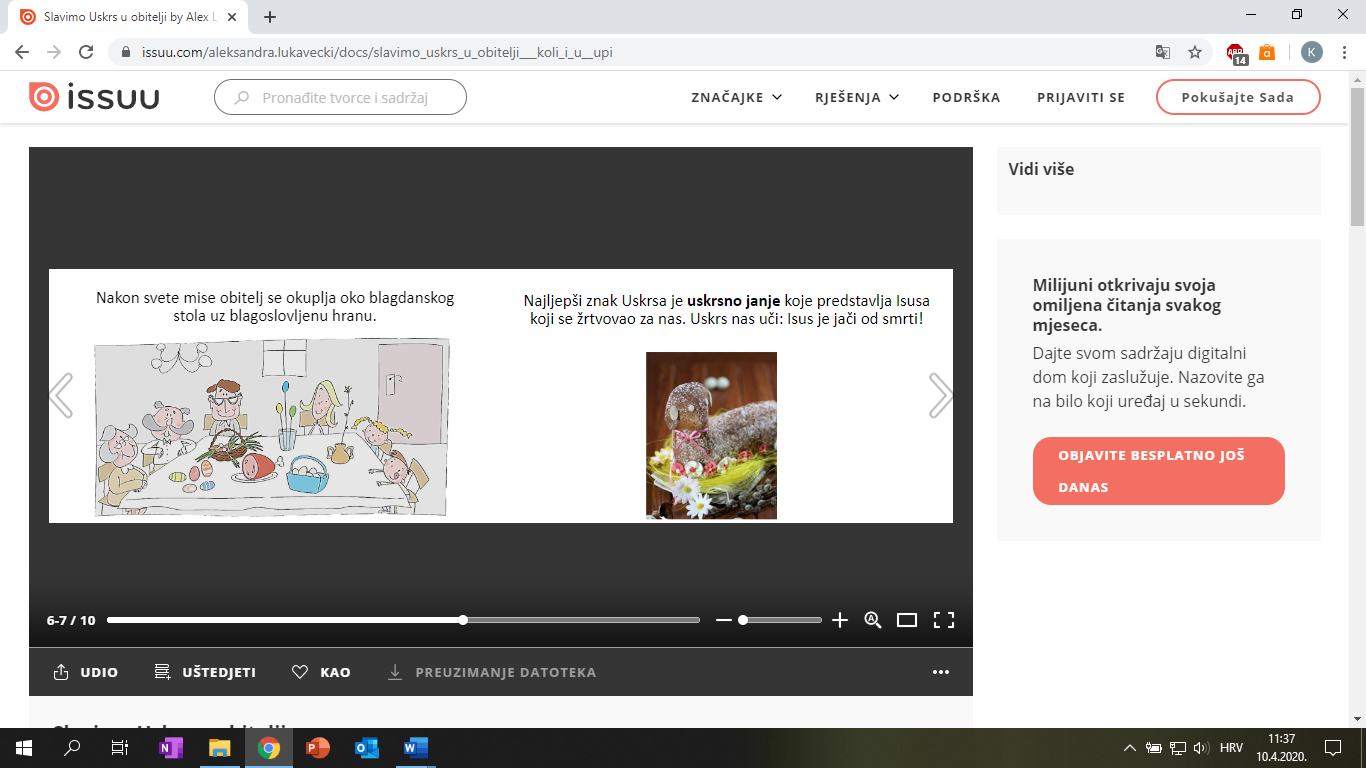 Slavimo Uskrs u obitelji by Alex L
issuu.com/aleksandra.lukavecki/docs/slavimo_uskrs_u_obitelji___koli_i_u__upi
14
K
issuu
Pronađite tvorce i sadržaj
ZNAČAJKE
RJEŠENJA
PODRŠKA
PRIJAVITI SE
Pokušajte Sada
Nakon svete mise obitelj se okuplja oko blagdanskog
stola uz blagoslovljenu hranu.
Najljepši znak Uskrsa je uskrsno janje koje predstavlja Isusa
koji se žrtvovao za nas. Uskrs nas uči: Isus je jači od smrti!
6-7 / 10
UDIO
UŠTEDJETI
KAO
PREUZIMANJE DATOTEKA
Vidi više
Milijuni otkrivaju svoja
omiljena čitanja svakog
mjeseca.
Dajte svom sadržaju digitalni
dom koji zaslužuje. Nazovite ga
na bilo koji uređaj u sekundi.
OBJAVITE BESPLATNO JOŠ
DANAS
HRV
11:37
10.4.2020.